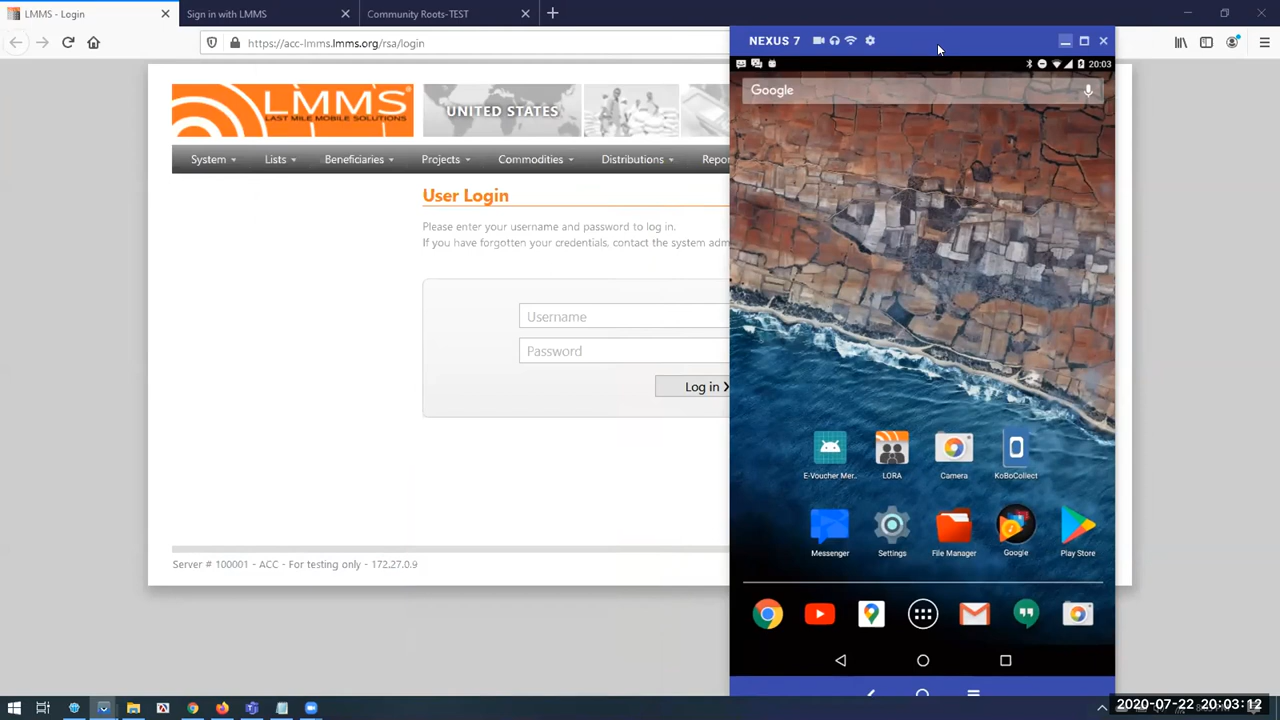 LMMS - Login
Sign in with LMMS
Community Roots-TEST
https://acc-lmms.lmms.org/rsa/login
NEXUS 7
20:03
Google
LMMS®
LAST MILE MOBILE SOLUTIONS
UNITED STATES
System
Lists
Beneficiaries
Projects
Commodities
Distributions
Repor
User Login
Please enter your username and password to log in.
If you have forgotten your credentials, contact the system adm
Username
Password
Log in
E-Voucher Mer..
LORA
Camera
KoBoCollect
Messenger
Settings
File Manager
Google
Play Store
Server # 100001 - ACC - For testing only - 172.27.0.9
2020-07-22 20:03:12